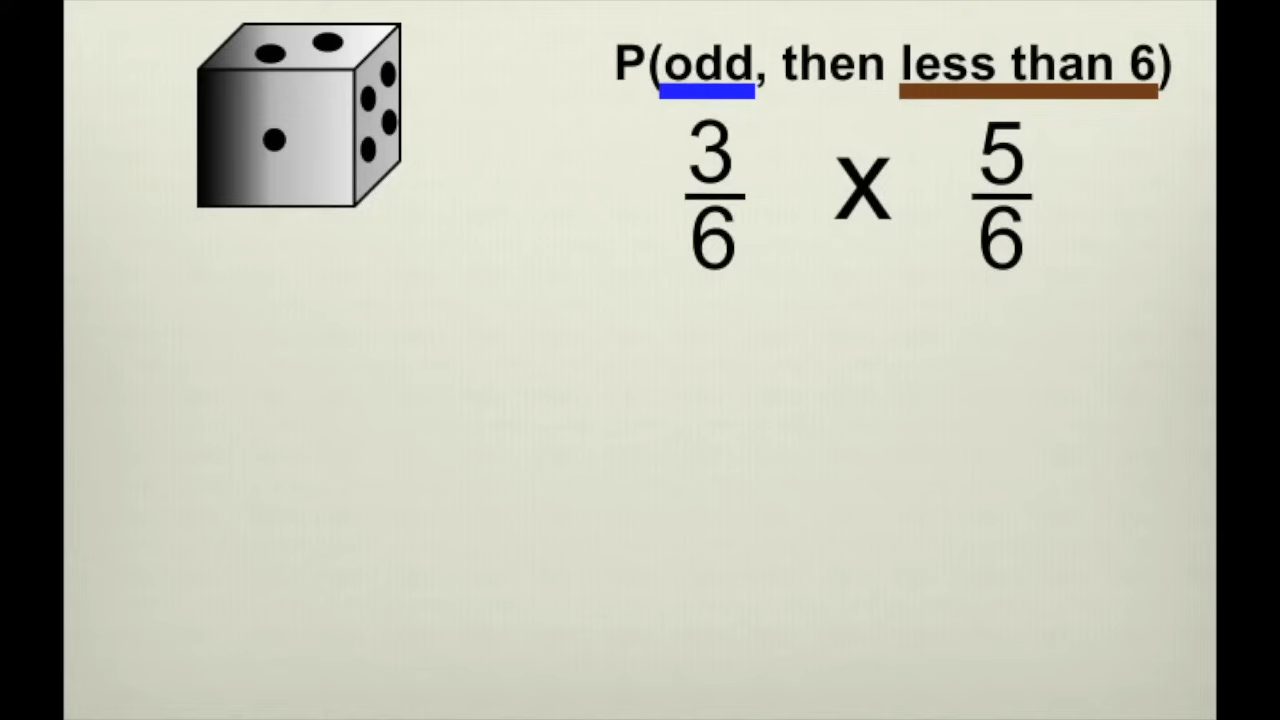 P(odd, then less than 6)
3/6 x 5/6